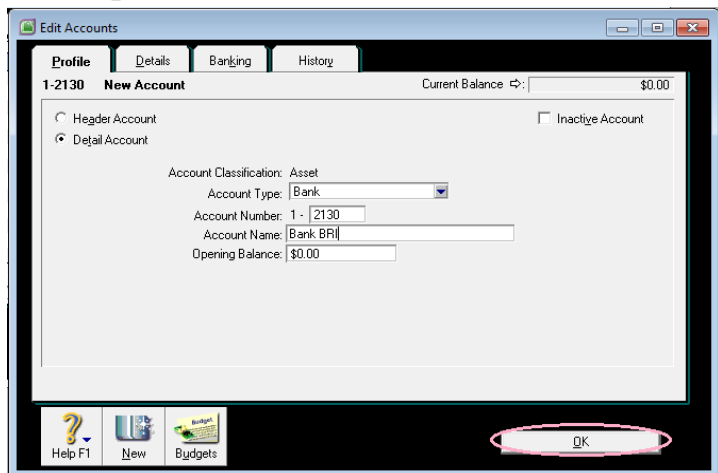 Edit Accounts
Profile Details Banking History
1-2130 New Account Current Balance ⇨: $0.00
Header Account Inactive Account
Detail Account
Account Classification: Asset
Account Type: Bank
Account Number: 1 - 2130
Account Name: Bank BRI
Opening Balance: $0.00
Budget
Help F1 New Budgets OK